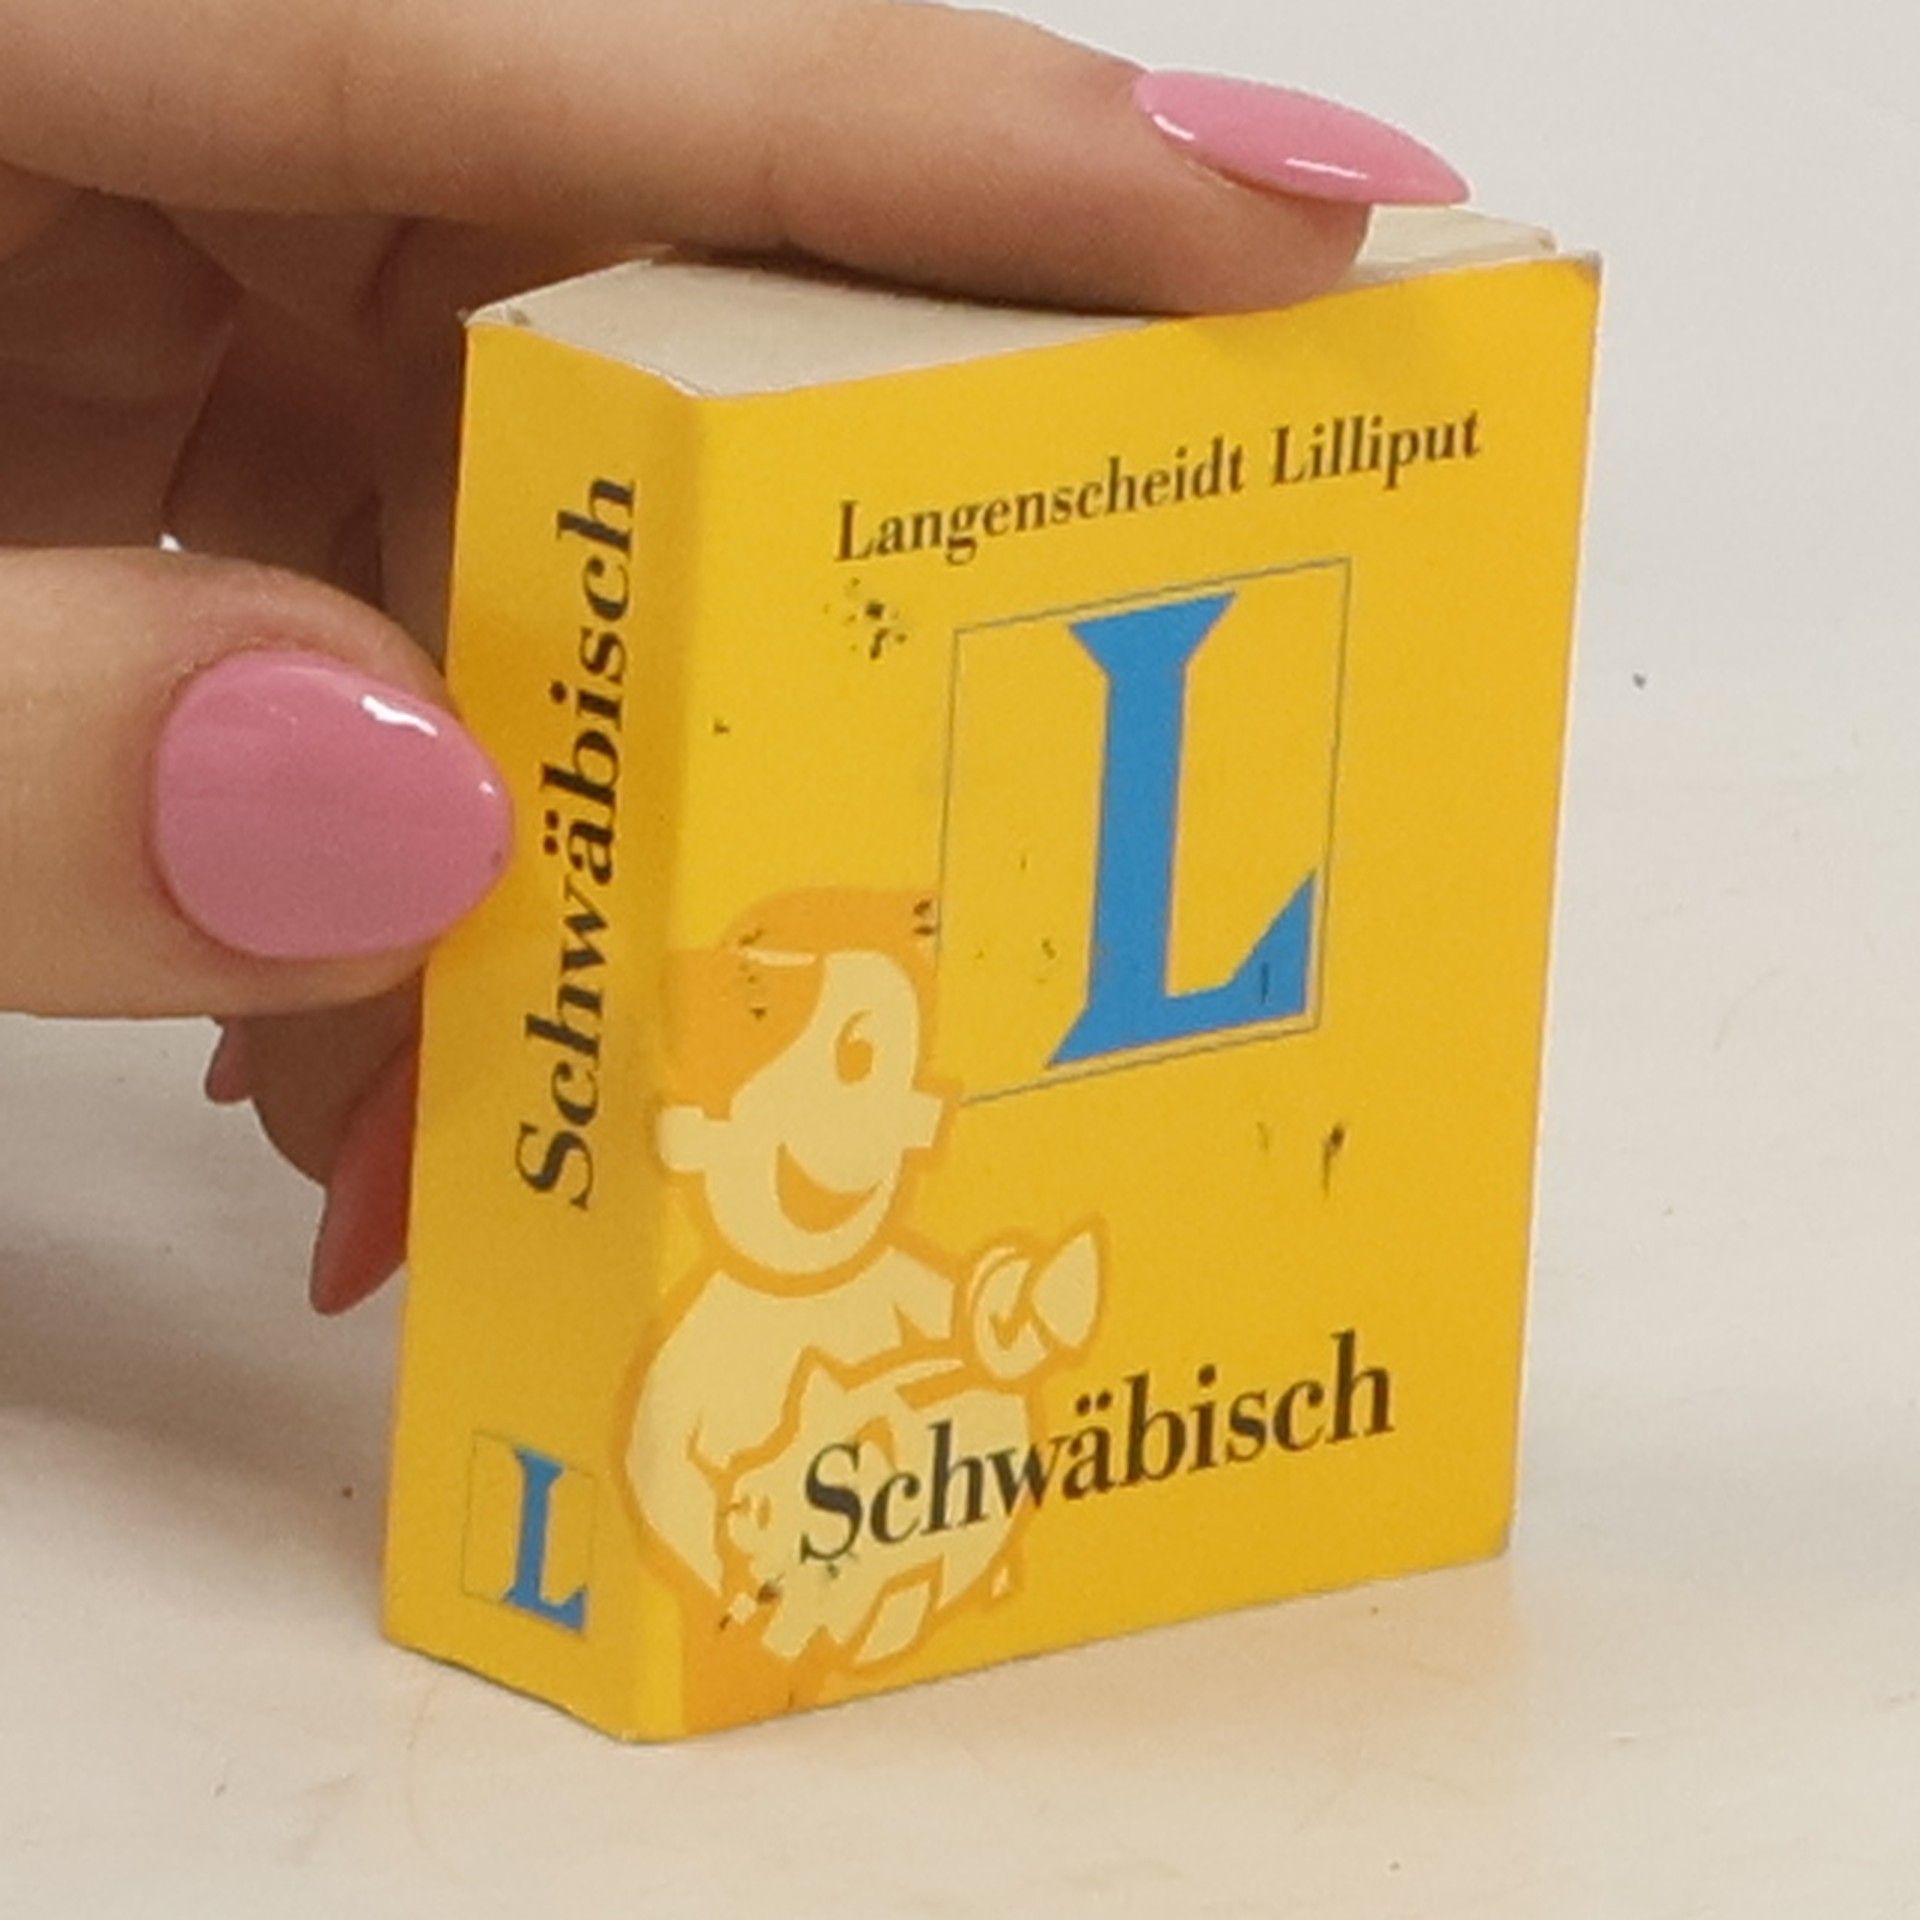 Schwäbisch
L
Langenscheidt Lilliput
L
Schwäbisch